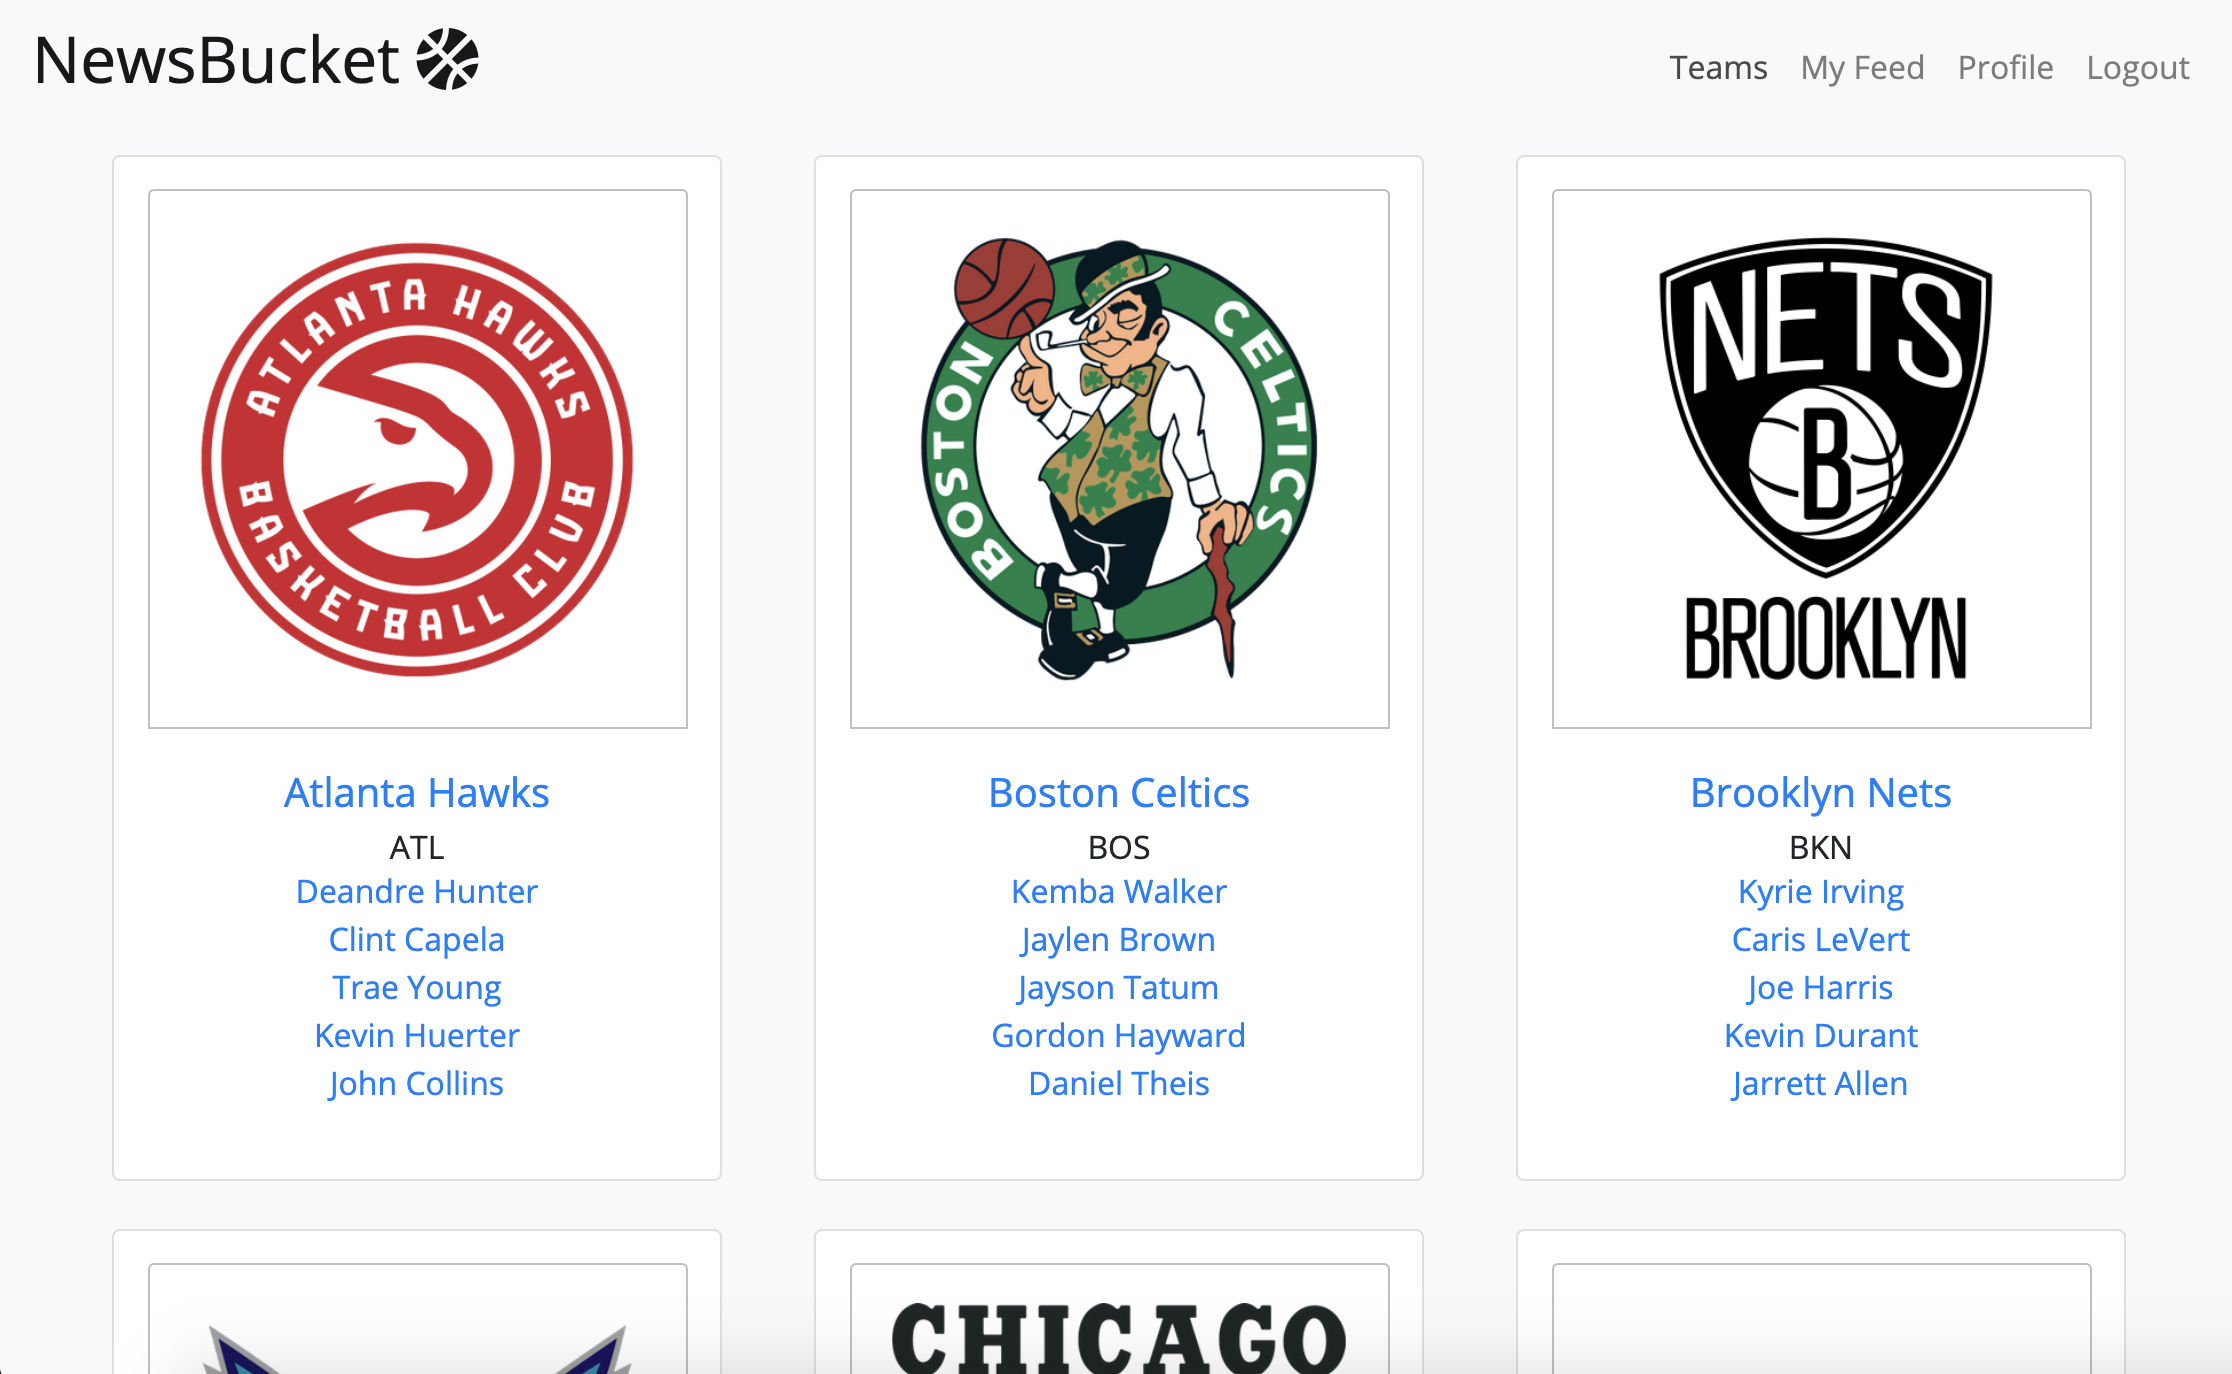 NewsBucket
Teams My Feed Profile Logout
ATLANTA HAWKS
BASKETBALL CLUB
Atlanta Hawks
ATL
Deandre Hunter
Clint Capela
Trae Young
Kevin Huerter
John Collins
BOSTON CELTICS
Boston Celtics
BOS
Kemba Walker
Jaylen Brown
Jayson Tatum
Gordon Hayward
Daniel Theis
NETS
B
BROOKLYN
Brooklyn Nets
BKN
Kyrie Irving
Caris LeVert
Joe Harris
Kevin Durant
Jarrett Allen
CHICAGO